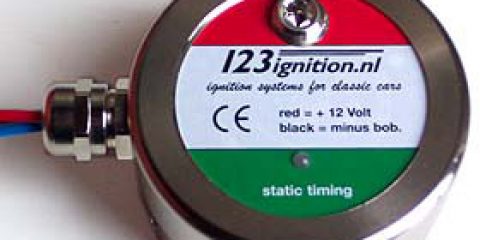 123ignition.nl
ignition systems for classic cars
CE
red = + 12 Volt
black = minus bob.
static timing